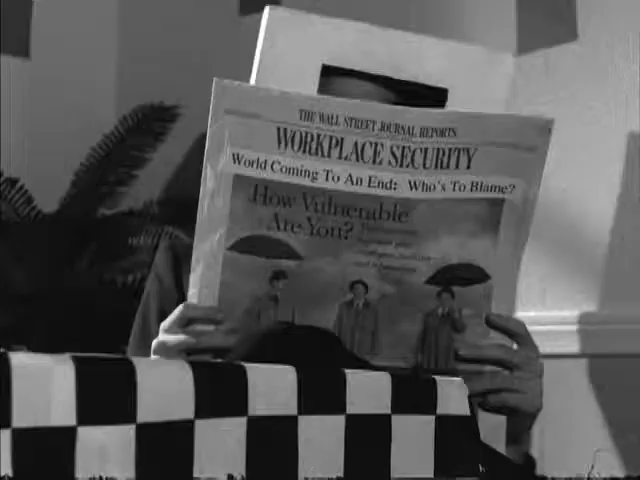 THE WALL STREET JOURNAL REPORTS
WORKPLACE SECURITY
World Coming To An End: Who's To Blame?
How Vulnerable
Are You?